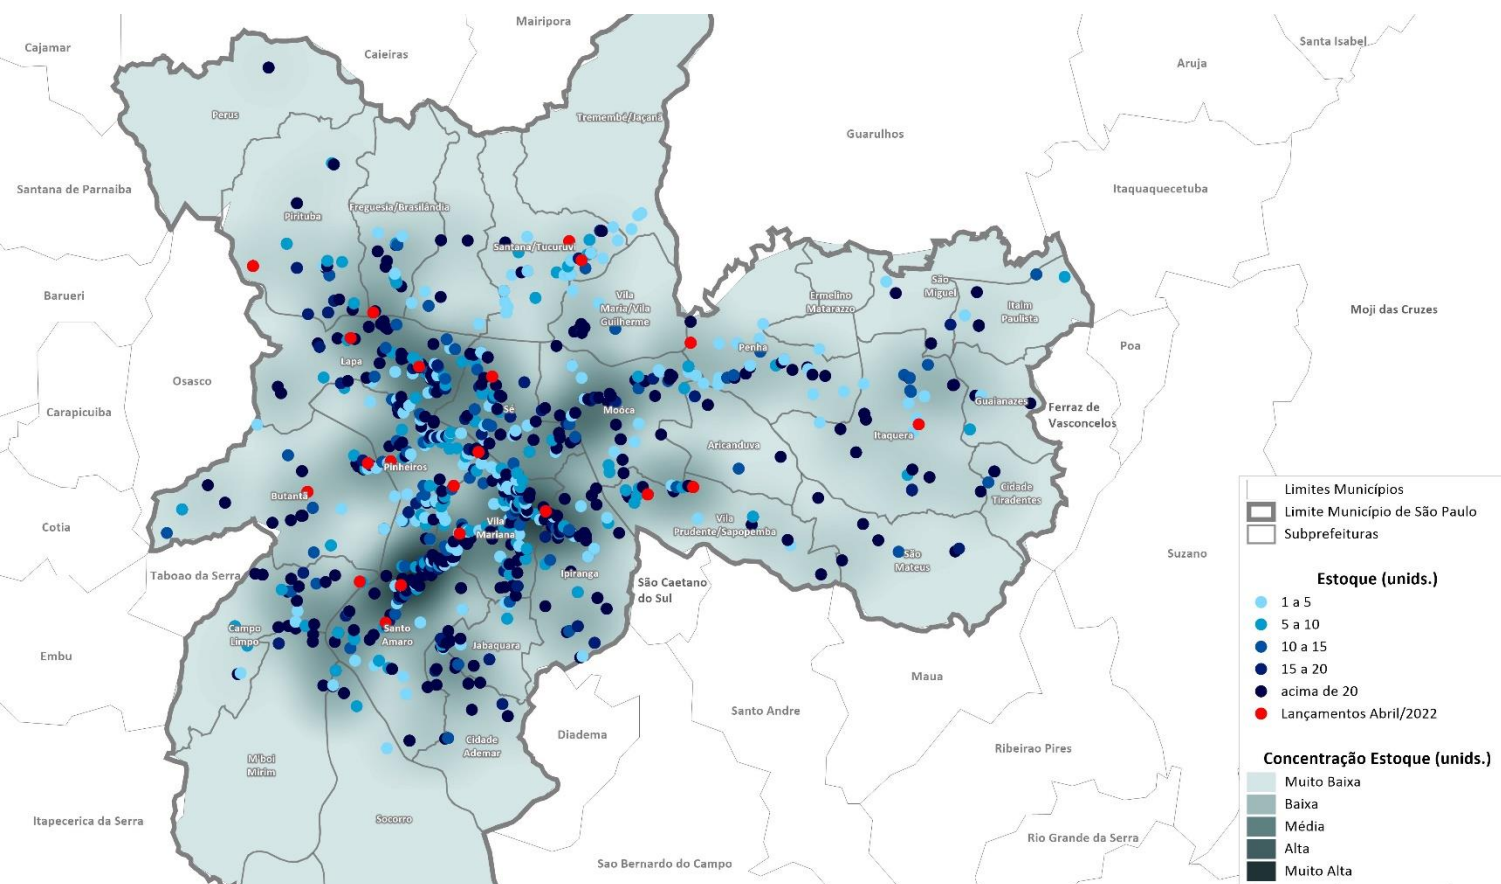 Mairipora
Cajamar
Caieiras
Santa Isabel
Aruja
Perus
Tremembé/Jaçanã
Guarulhos
Santana de Parnaiba
Itaquaquecetuba
Freguesia/Brasilândia
Pirituba
Santana/Tucuruvi
São
Miguel
Barueri
Vila
Maria/Vila
Guilherme
Ermelino
Matarazzo
Itaim
Paulista
Moji das Cruzes
Poa
Penha
Lapa
Osasco
Guaianazes
Carapicuiba
Sé
Mooca
Ferraz de
Vasconcelos
Itaquera
Aricanduva
Pinheiros
Butantã
Cidade
Tiradentes
Cotia
Vila
Mariana
Vila
Prudente/Sapopemba
São
Mateus
Suzano
Taboao da Serra
Ipiranga
São Caetano
do Sul
Campo
Limpo
Santo
Amaro
Jabaquara
Embu
Maua
Santo Andre
Diadema
Cidade
Ademar
Ribeirao Pires
M'boi
Mirim
Itapecerica da Serra
Socorro
Rio Grande da Serra
Sao Bernardo do Campo
Limites Municípios
Limite Município de São Paulo
Subprefeituras
Estoque (unids.)
1 a 5
5 a 10
10 a 15
15 a 20
acima de 20
Lançamentos Abril/2022
Concentração Estoque (unids.)
Muito Baixa
Baixa
Média
Alta
Muito Alta